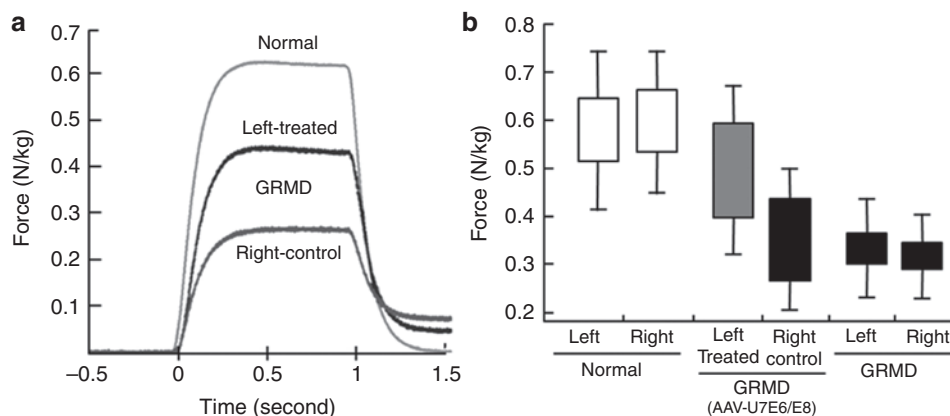 a
Force (N/kg)
0.7
0.6
0.5
0.4
0.3
0.2
0.1
Normal
Left-treated
GRMD
Right-control
−0.5
0
0.5
1
1.5
Time (second)
b
Force (N/kg)
0.8
0.7
0.6
0.5
0.4
0.3
0.2
Left
Right
Left
Right
Left
Right
Treated
control
Normal
GRMD
(AAV-U7E6/E8)
GRMD